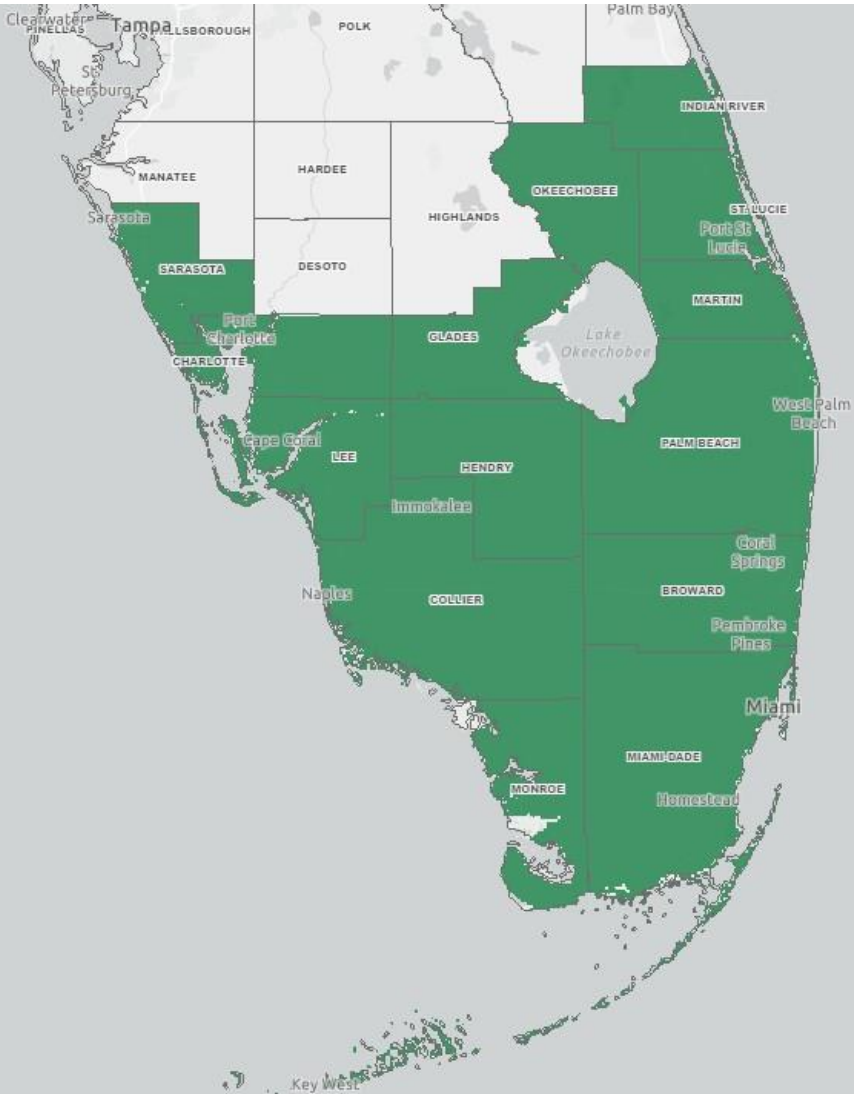 Clearwater
PINELLAS
Tampa
HILLSBOROUGH
POLK
Palm Bay
St.
Petersburg
INDIAN RIVER
MANATEE
HARDEE
OKEECHOBEE
HIGHLANDS
Sarasota
ST. LUCIE
Port St
Lucie
SARASOTA
DESOTO
MARTIN
Port
Charlotte
GLADES
Lake
Okeechobee
CHARLOTTE
West Palm
Beach
Cape Coral
LEE
HENDRY
PALM BEACH
Immokalee
Coral
Springs
Naples
COLLIER
BROWARD
Pembroke
Pines
Miami
MIAMI-DADE
MONROE
Homestead
Key West